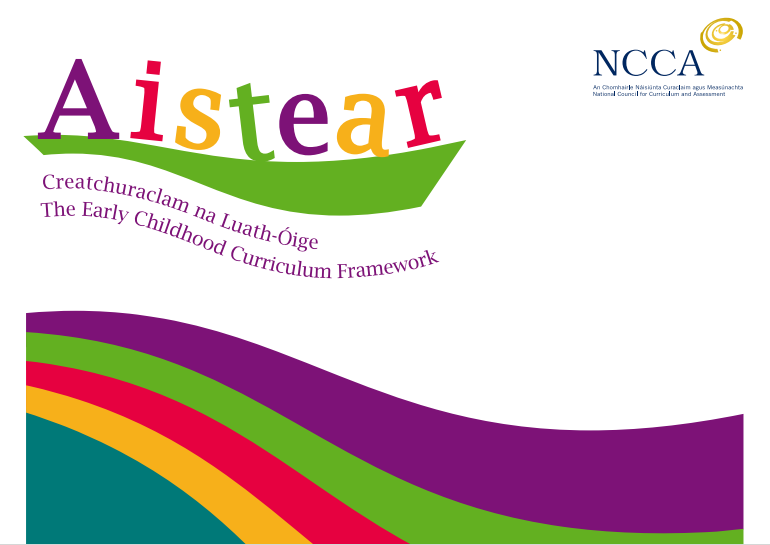 Aistear
Creatchuraclam na Luath-Óige
The Early Childhood Curriculum Framework
NCCA
An Chomhairle Náisiúnta Curaclaim agus Measúnachta
National Council for Curriculum and Assessment